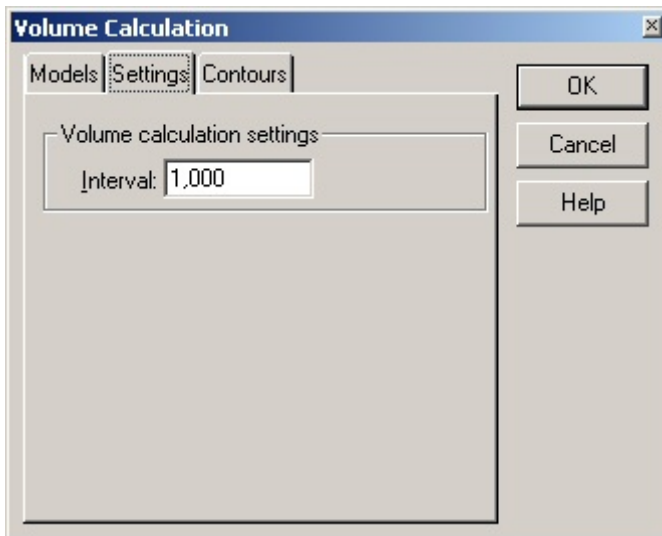 Volume Calculation
Models Settings Contours
OK
Volume calculation settings
Cancel
Interval: 1,000
Help